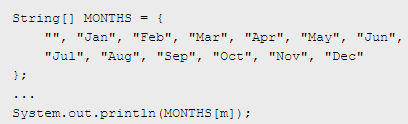 String[] MONTHS = {
    "", "Jan", "Feb", "Mar", "Apr", "May", "Jun",
    "Jul", "Aug", "Sep", "Oct", "Nov", "Dec"
};
...
System.out.println(MONTHS[m]);